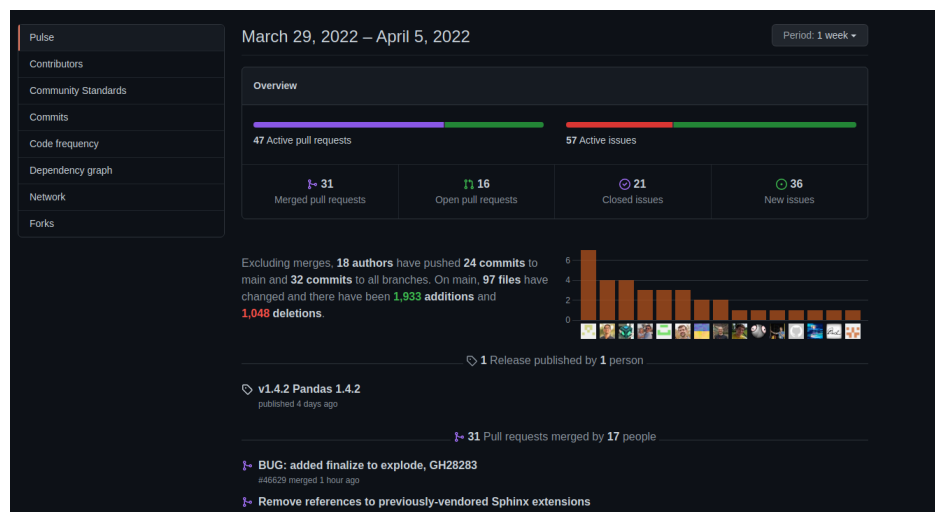 Pulse
Contributors
Community Standards
Commits
Code frequency
Dependency graph
Network
Forks
March 29, 2022 – April 5, 2022
Period: 1 week
Overview
47 Active pull requests
57 Active issues
31
Merged pull requests
16
Open pull requests
21
Closed issues
36
New issues
Excluding merges, 18 authors have pushed 24 commits to
main and 32 commits to all branches. On main, 97 files have
changed and there have been 1,933 additions and
1,048 deletions.
6
4
2
0
1 Release published by 1 person
v1.4.2 Pandas 1.4.2
published 4 days ago
31 Pull requests merged by 17 people
BUG: added finalize to explode, GH28283
#46629 merged 1 hour ago
Remove references to previously-vendored Sphinx extensions